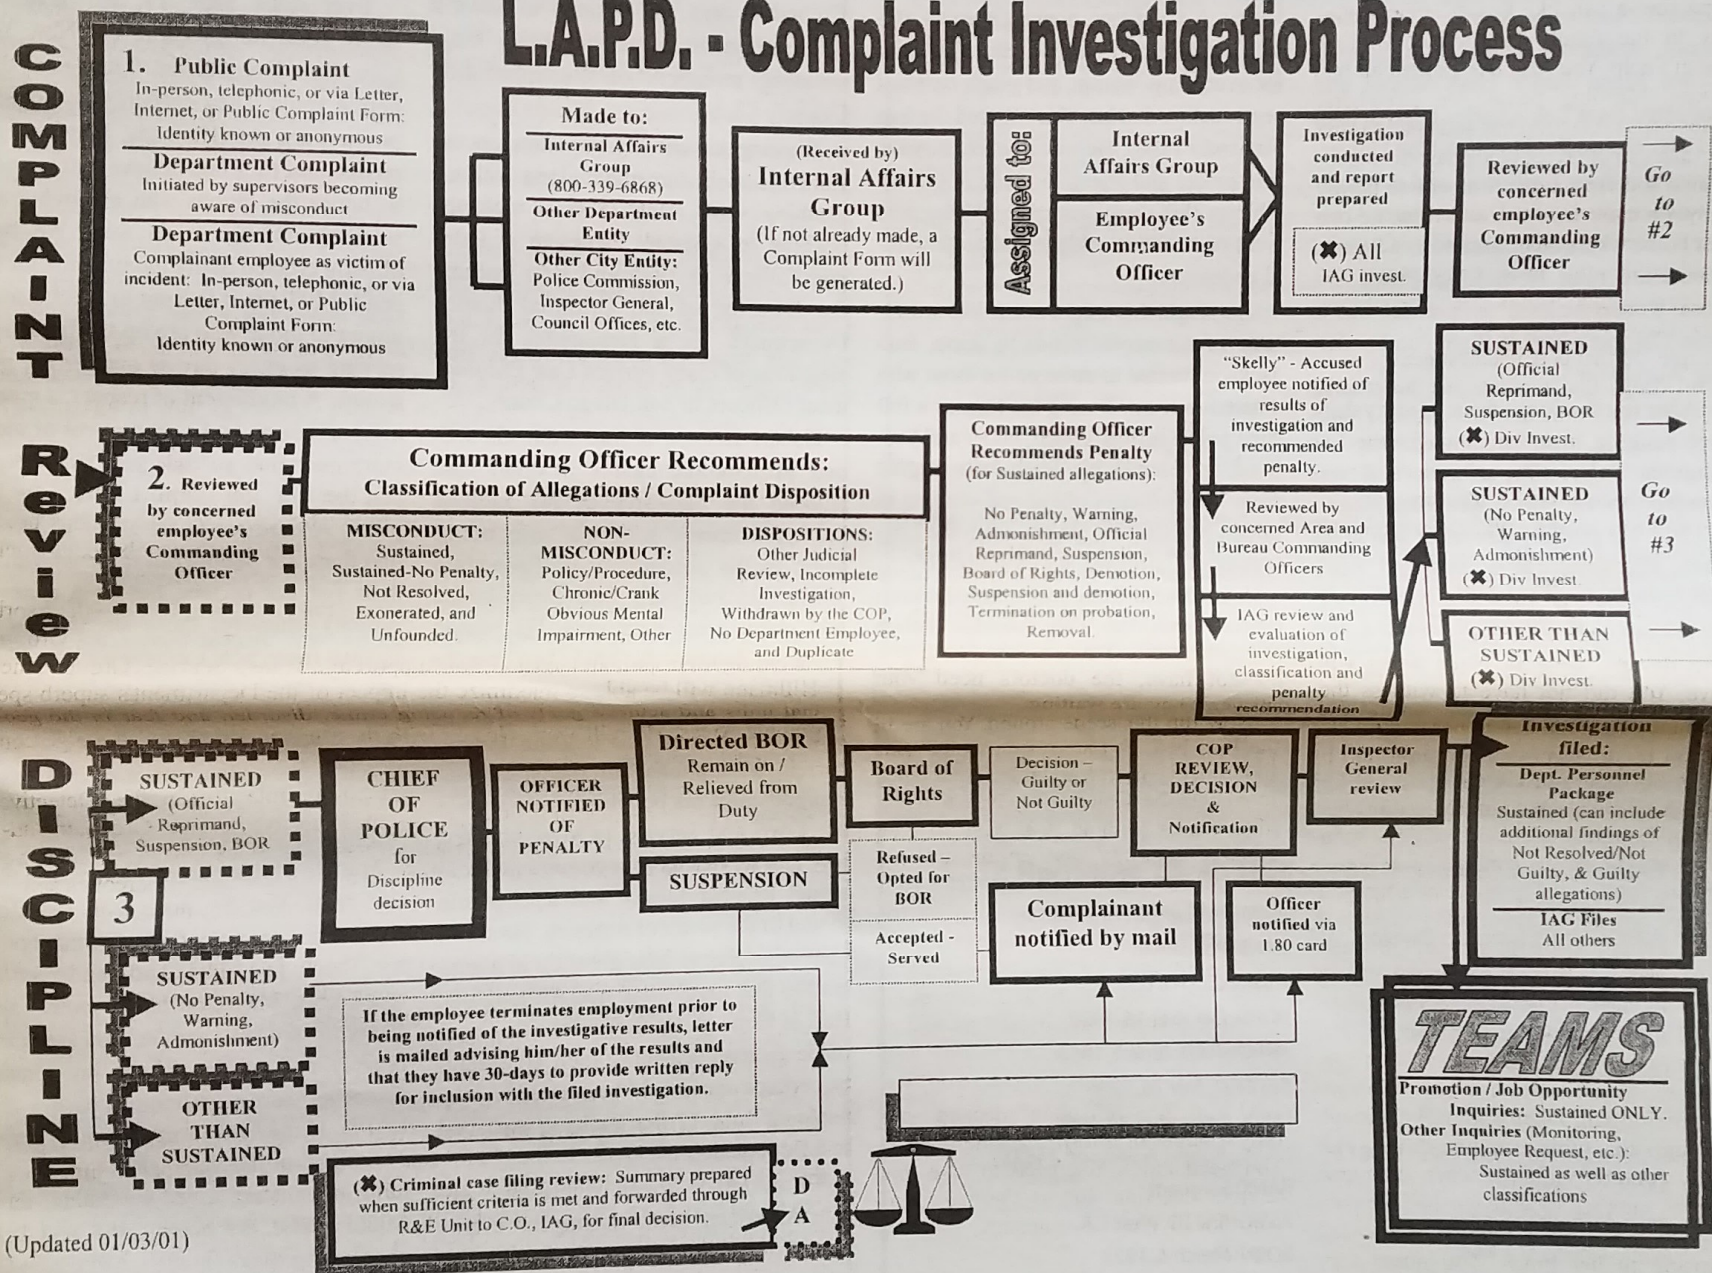 L.A.P.D. - Complaint Investigation Process
COMPLAINT
1. Public Complaint
In-person, telephonic, or via Letter,
Internet, or Public Complaint Form:
Identity known or anonymous
Department Complaint
Initiated by supervisors becoming
aware of misconduct
Department Complaint
Complainant employee as victim of
incident: In-person, telephonic, or via
Letter, Internet, or Public
Complaint Form:
Identity known or anonymous
Made to:
Internal Affairs
Group
(800-339-6868)
Other Department
Entity
Other City Entity:
Police Commission,
Inspector General,
Council Offices, etc.
(Received by)
Internal Affairs
Group
(If not already made, a
Complaint Form will
be generated.)
Assigned to:
Internal
Affairs Group
Employee's
Commanding
Officer
Investigation
conducted
and report
prepared
(✖) All
IAG invest.
Reviewed by
concerned
employee's
Commanding
Officer
Go
to
#2
Review
2. Reviewed
by concerned
employee's
Commanding
Officer
Commanding Officer Recommends:
Classification of Allegations / Complaint Disposition
MISCONDUCT:
Sustained,
Sustained-No Penalty,
Not Resolved,
Exonerated, and
Unfounded.
NON-
MISCONDUCT:
Policy/Procedure,
Chronic/Crank
Obvious Mental
Impairment, Other
DISPOSITIONS:
Other Judicial
Review, Incomplete
Investigation,
Withdrawn by the COP,
No Department Employee,
and Duplicate
Commanding Officer
Recommends Penalty
(for Sustained allegations):
No Penalty, Warning,
Admonishment, Official
Reprimand, Suspension,
Board of Rights, Demotion,
Suspension and demotion,
Termination on probation,
Removal.
"Skelly" - Accused
employee notified of
results of
investigation and
recommended
penalty.
Reviewed by
concerned Area and
Bureau Commanding
Officers
IAG review and
evaluation of
investigation,
classification and
penalty
recommendation
SUSTAINED
(Official
Reprimand,
Suspension, BOR
(✖) Div Invest.
SUSTAINED
(No Penalty,
Warning,
Admonishment)
(✖) Div Invest.
OTHER THAN
SUSTAINED
(✖) Div Invest.
Go
to
#3
DISCIPLINE
SUSTAINED
(Official
Reprimand,
Suspension, BOR
3
SUSTAINED
(No Penalty,
Warning,
Admonishment)
OTHER
THAN
SUSTAINED
CHIEF
OF
POLICE
for
Discipline
decision
OFFICER
NOTIFIED
OF
PENALTY
Directed BOR
Remain on /
Relieved from
Duty
SUSPENSION
Board of
Rights
Refused –
Opted for
BOR
Accepted -
Served
Decision –
Guilty or
Not Guilty
COP
REVIEW,
DECISION
&
Notification
Complainant
notified by mail
Officer
notified via
1.80 card
Inspector
General
review
Investigation
filed:
Dept. Personnel
Package
Sustained (can include
additional findings of
Not Resolved/Not
Guilty, & Guilty
allegations)
IAG Files
All others
TEAMS
Promotion / Job Opportunity
Inquiries: Sustained ONLY.
Other Inquiries (Monitoring,
Employee Request, etc.):
Sustained as well as other
classifications
If the employee terminates employment prior to
being notified of the investigative results, letter
is mailed advising him/her of the results and
that they have 30-days to provide written reply
for inclusion with the filed investigation.
(✖) Criminal case filing review: Summary prepared
when sufficient criteria is met and forwarded through
R&E Unit to C.O., IAG, for final decision.
D
A
(Updated 01/03/01)